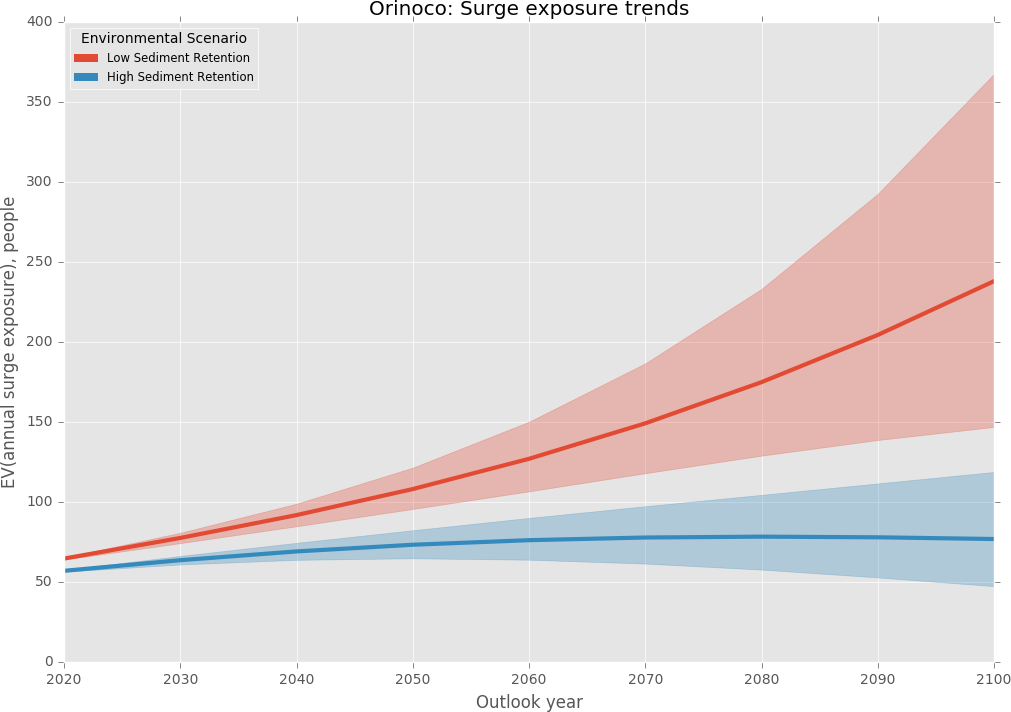 Orinoco: Surge exposure trends
Environmental Scenario
Low Sediment Retention
High Sediment Retention
EV(annual surge exposure), people
400
350
300
250
200
150
100
50
0
2020 2030 2040 2050 2060 2070 2080 2090 2100
Outlook year